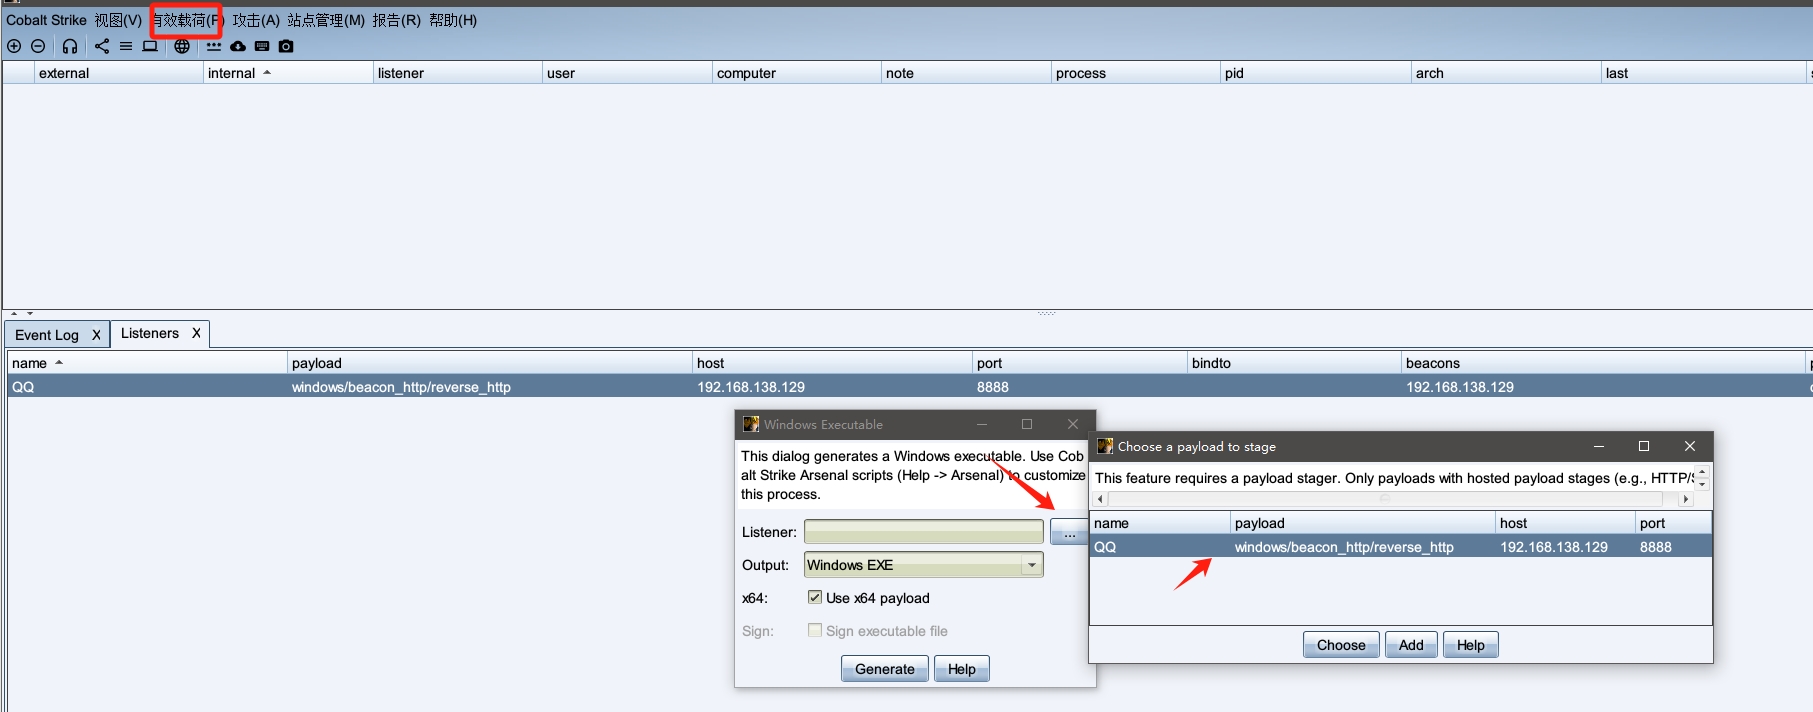 Cobalt Strike 视图(V) 有效载荷(P) 攻击(A) 站点管理(M) 报告(R) 帮助(H)
external internal listener user computer note process pid arch last
Event Log X Listeners X
name payload host port bindto beacons
QQ windows/beacon_http/reverse_http 192.168.138.129 8888 192.168.138.129
Windows Executable
This dialog generates a Windows executable. Use Cob
alt Strike Arsenal scripts (Help -> Arsenal) to customize
this process.
Listener: ...
Output: Windows EXE
x64: Use x64 payload
Sign: Sign executable file
Generate Help
Choose a payload to stage
This feature requires a payload stager. Only payloads with hosted payload stages (e.g., HTTP/S
name payload host port
QQ windows/beacon_http/reverse_http 192.168.138.129 8888
Choose Add Help